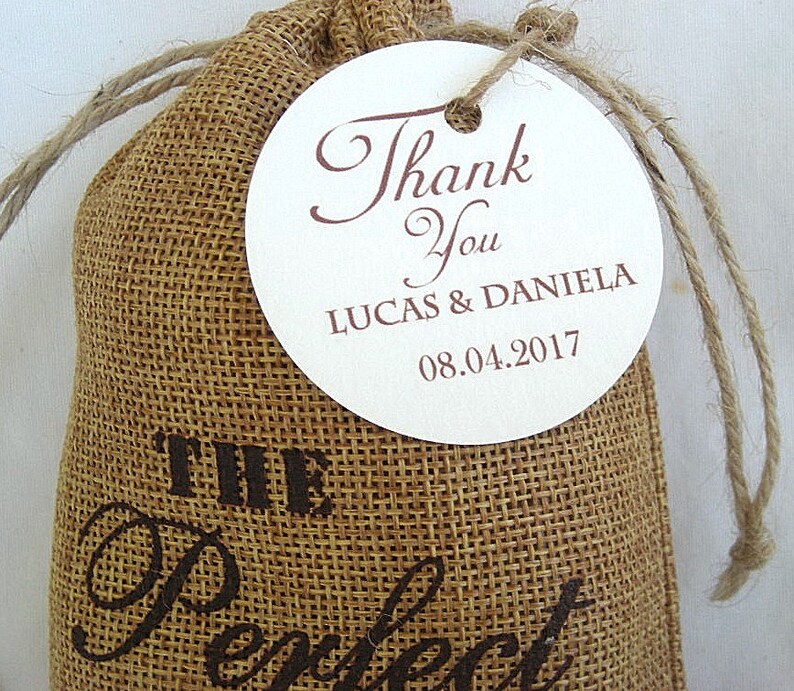 Thank
You
LUCAS & DANIELA
08.04.2017
THE
Perfect